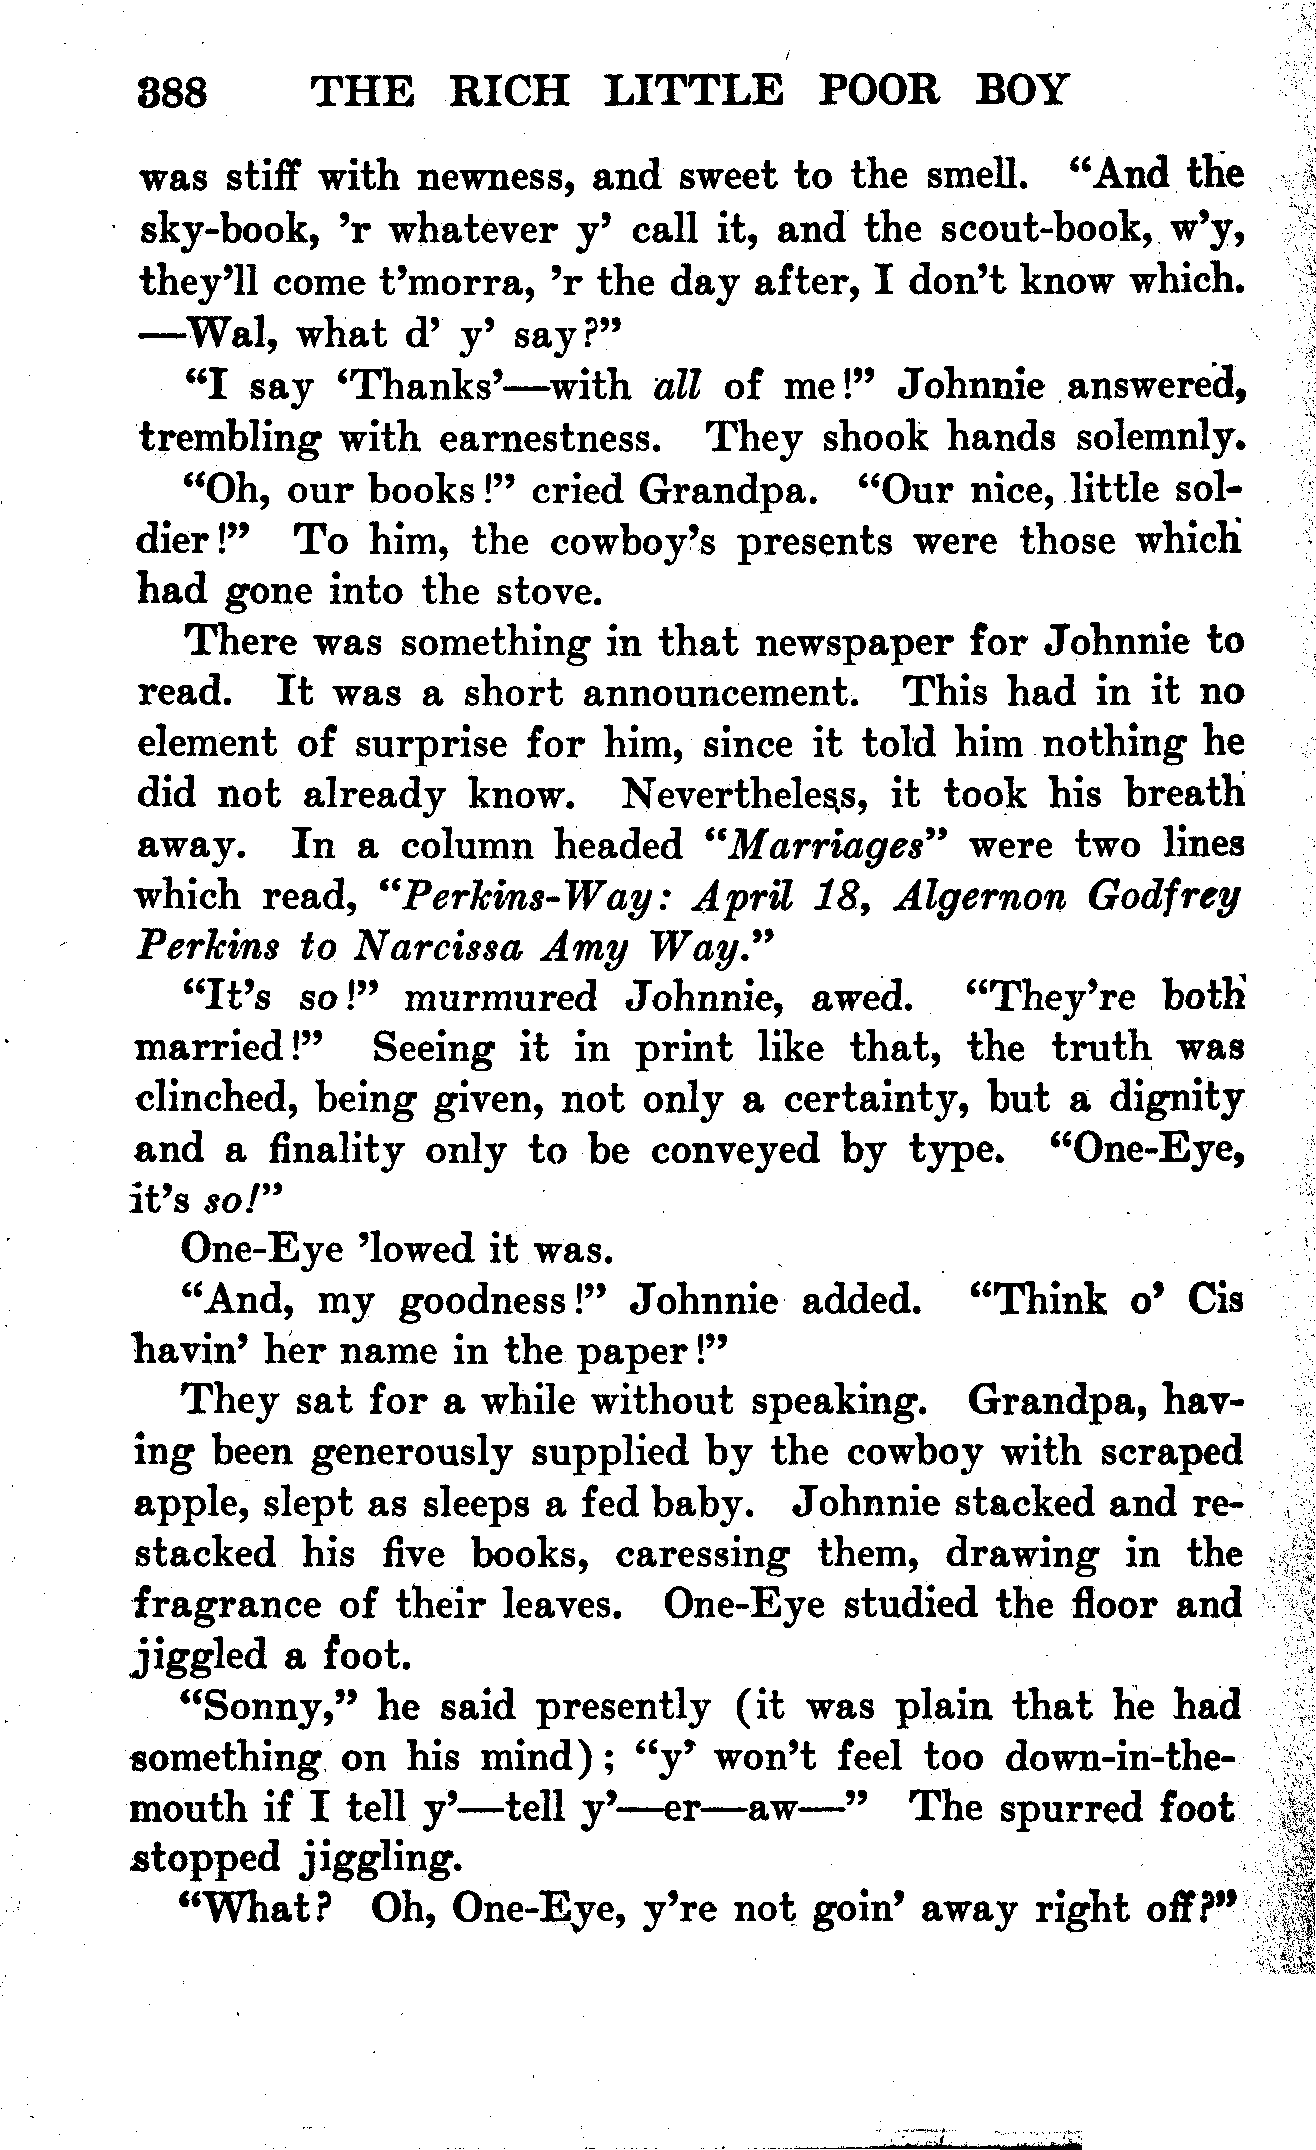 388 THE RICH LITTLE POOR BOY
was stiff with newness, and sweet to the smell. “And the
sky-book, ’r whatever y’ call it, and the scout-book, w’y,
they’ll come t’morra, ’r the day after, I don’t know which.
—Wal, what d’ y’ say?”
“I say ‘Thanks’—with all of me!” Johnnie answered,
trembling with earnestness. They shook hands solemnly.
“Oh, our books!” cried Grandpa. “Our nice, little sol-
dier!” To him, the cowboy’s presents were those which
had gone into the stove.
There was something in that newspaper for Johnnie to
read. It was a short announcement. This had in it no
element of surprise for him, since it told him nothing he
did not already know. Nevertheless, it took his breath
away. In a column headed “Marriages” were two lines
which read, “Perkins-Way: April 18, Algernon Godfrey
Perkins to Narcissa Amy Way.”
“It’s so!” murmured Johnnie, awed. “They’re both
married!” Seeing it in print like that, the truth was
clinched, being given, not only a certainty, but a dignity
and a finality only to be conveyed by type. “One-Eye,
it’s so!”
One-Eye ’lowed it was.
“And, my goodness!” Johnnie added. “Think o’ Cis
havin’ her name in the paper!”
They sat for a while without speaking. Grandpa, hav-
ing been generously supplied by the cowboy with scraped
apple, slept as sleeps a fed baby. Johnnie stacked and re-
stacked his five books, caressing them, drawing in the
fragrance of their leaves. One-Eye studied the floor and
jiggled a foot.
“Sonny,” he said presently (it was plain that he had
something on his mind); “y’ won’t feel too down-in-the-
mouth if I tell y’—tell y’—er—aw—” The spurred foot
stopped jiggling.
“What? Oh, One-Eye, y’re not goin’ away right off?”